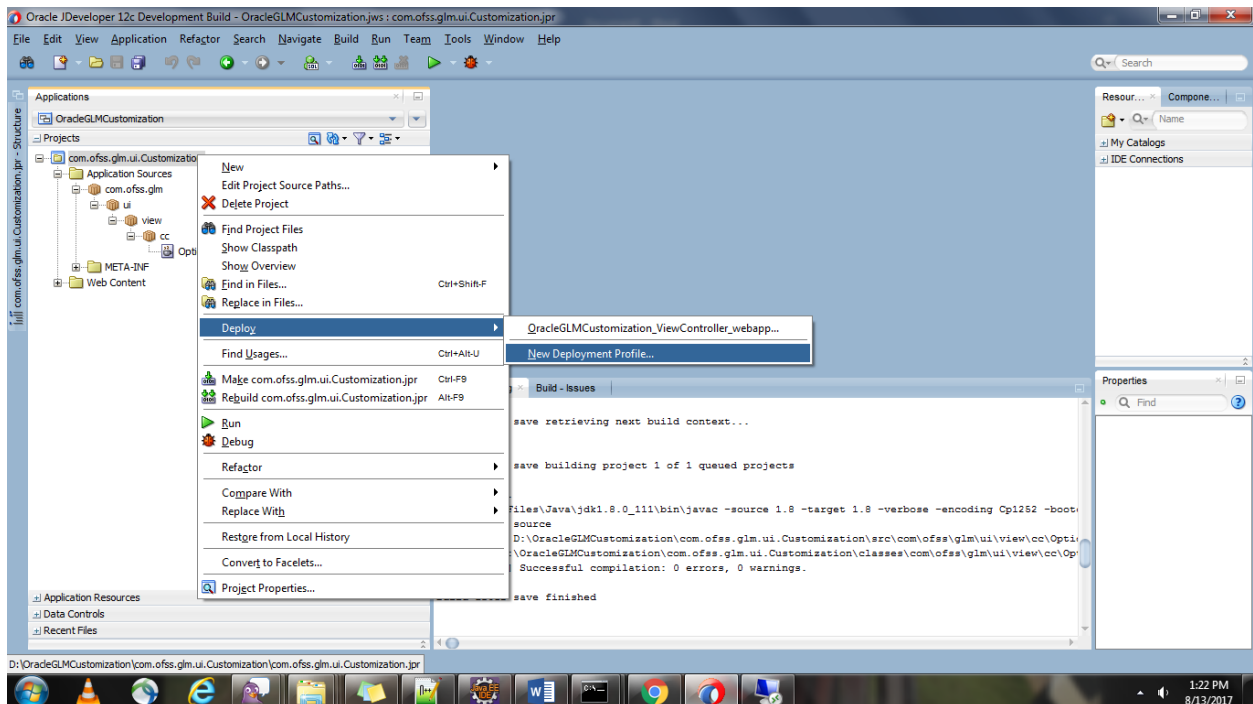 Oracle JDeveloper 12c Development Build - OracleGLMCustomization.jws : com.ofss.glm.ui.Customization.jpr
File Edit View Application Refactor Search Navigate Build Run Team Tools Window Help
Search
Applications
OracleGLMCustomization
Projects
com.ofss.glm.ui.Customizatio
Application Sources
com.ofss.glm
ui
view
cc
Opti
META-INF
Web Content
com.ofss.glm.ui.Customization.jpr - Structure
New
Edit Project Source Paths...
Delete Project
Find Project Files
Show Classpath
Show Overview
Find in Files... Ctrl+Shift-F
Replace in Files...
Deploy
Find Usages... Ctrl+Alt-U
Make com.ofss.glm.ui.Customization.jpr Ctrl-F9
Rebuild com.ofss.glm.ui.Customization.jpr Alt-F9
Run
Debug
Refactor
Compare With
Replace With
Restore from Local History
Convert to Facelets...
Project Properties...
OracleGLMCustomization_ViewController_webapp...
New Deployment Profile...
Build - Issues
save retrieving next build context...
save building project 1 of 1 queued projects
Files\Java\jdk1.8.0_111\bin\javac -source 1.8 -target 1.8 -verbose -encoding Cp1252 -boot
source
D:\OracleGLMCustomization\com.ofss.glm.ui.Customization\src\com\ofss\glm\ui\view\cc\Opti
:\OracleGLMCustomization\com.ofss.glm.ui.Customization\classes\com\ofss\glm\ui\view\cc\Op
Successful compilation: 0 errors, 0 warnings.
save finished
Resour... Compone...
Name
My Catalogs
IDE Connections
Properties
Find
Application Resources
Data Controls
Recent Files
D:\OracleGLMCustomization\com.ofss.glm.ui.Customization\com.ofss.glm.ui.Customization.jpr
Java EE
IDE
1:22 PM
8/13/2017